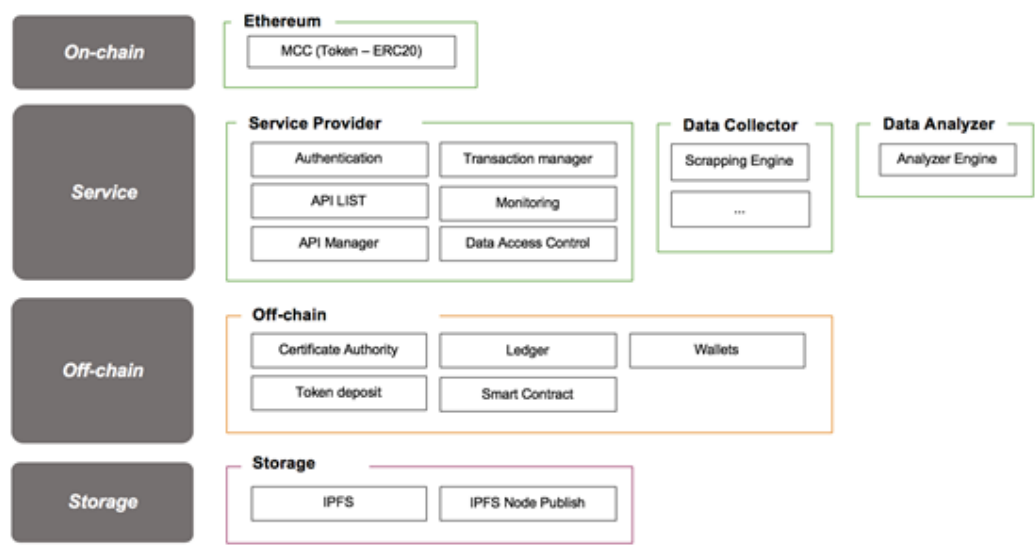 On-chain
Ethereum
MCC (Token – ERC20)
Service
Service Provider
Authentication
Transaction manager
API LIST
Monitoring
API Manager
Data Access Control
Data Collector
Scrapping Engine
...
Data Analyzer
Analyzer Engine
Off-chain
Off-chain
Certificate Authority
Ledger
Wallets
Token deposit
Smart Contract
Storage
Storage
IPFS
IPFS Node Publish